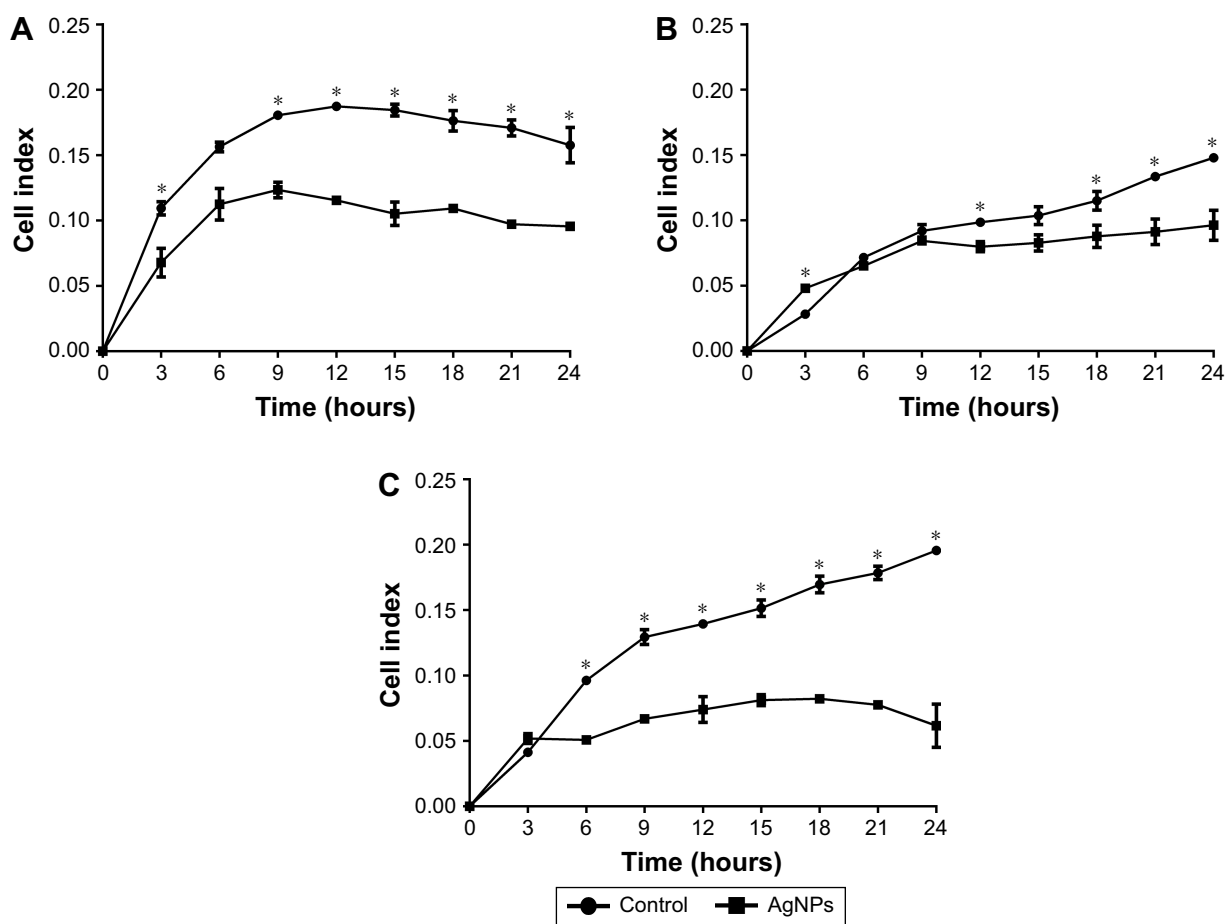 A
Cell index
0.25
0.20
0.15
0.10
0.05
0.00
* * * * * * *
0 3 6 9 12 15 18 21 24
Time (hours)
B
Cell index
0.25
0.20
0.15
0.10
0.05
0.00
* * * * *
0 3 6 9 12 15 18 21 24
Time (hours)
C
Cell index
0.25
0.20
0.15
0.10
0.05
0.00
* * * * * * *
0 3 6 9 12 15 18 21 24
Time (hours)
Control AgNPs